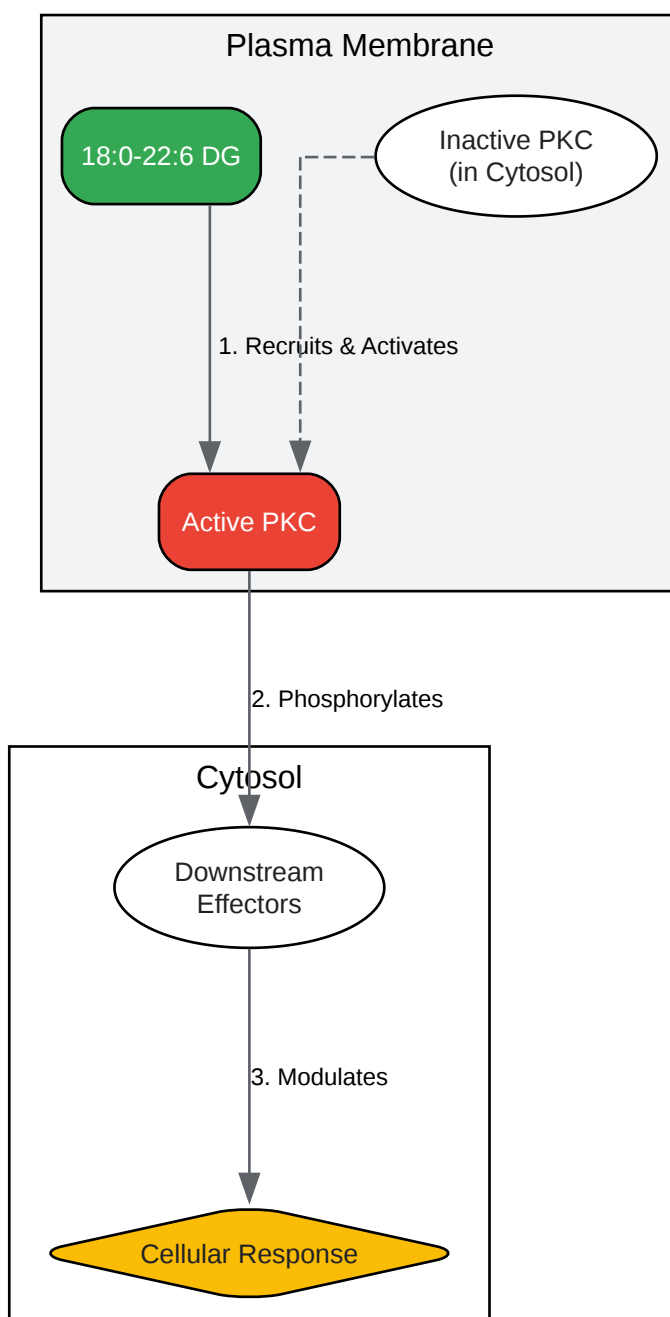 Plasma Membrane
18:0-22:6 DG
Inactive PKC
(in Cytosol)
1. Recruits & Activates
Active PKC
2. Phosphorylates
Cytosol
Downstream
Effectors
3. Modulates
Cellular Response